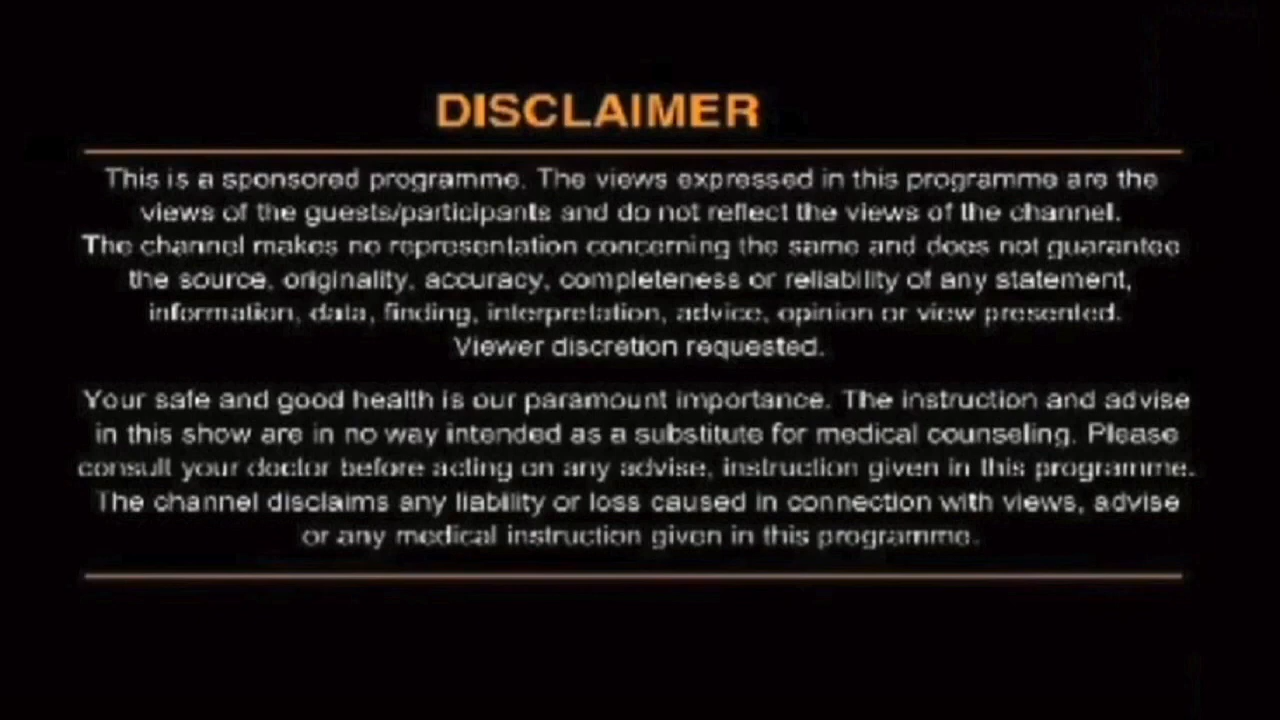 DISCLAIMER
This is a sponsored programme. The views expressed in this programme are the
views of the guests/participants and do not reflect the views of the channel.
The channel makes no representation concerning the same and does not guarantee
the source, originality, accuracy, completeness or reliability of any statement,
information, data, finding, interpretation, advice, opinion or view presented.
Viewer discretion requested.
Your safe and good health is our paramount importance. The instruction and advise
in this show are in no way intended as a substitute for medical counseling. Please
consult your doctor before acting on any advise, instruction given in this programme.
The channel disclaims any liability or loss caused in connection with views, advise
or any medical instruction given in this programme.